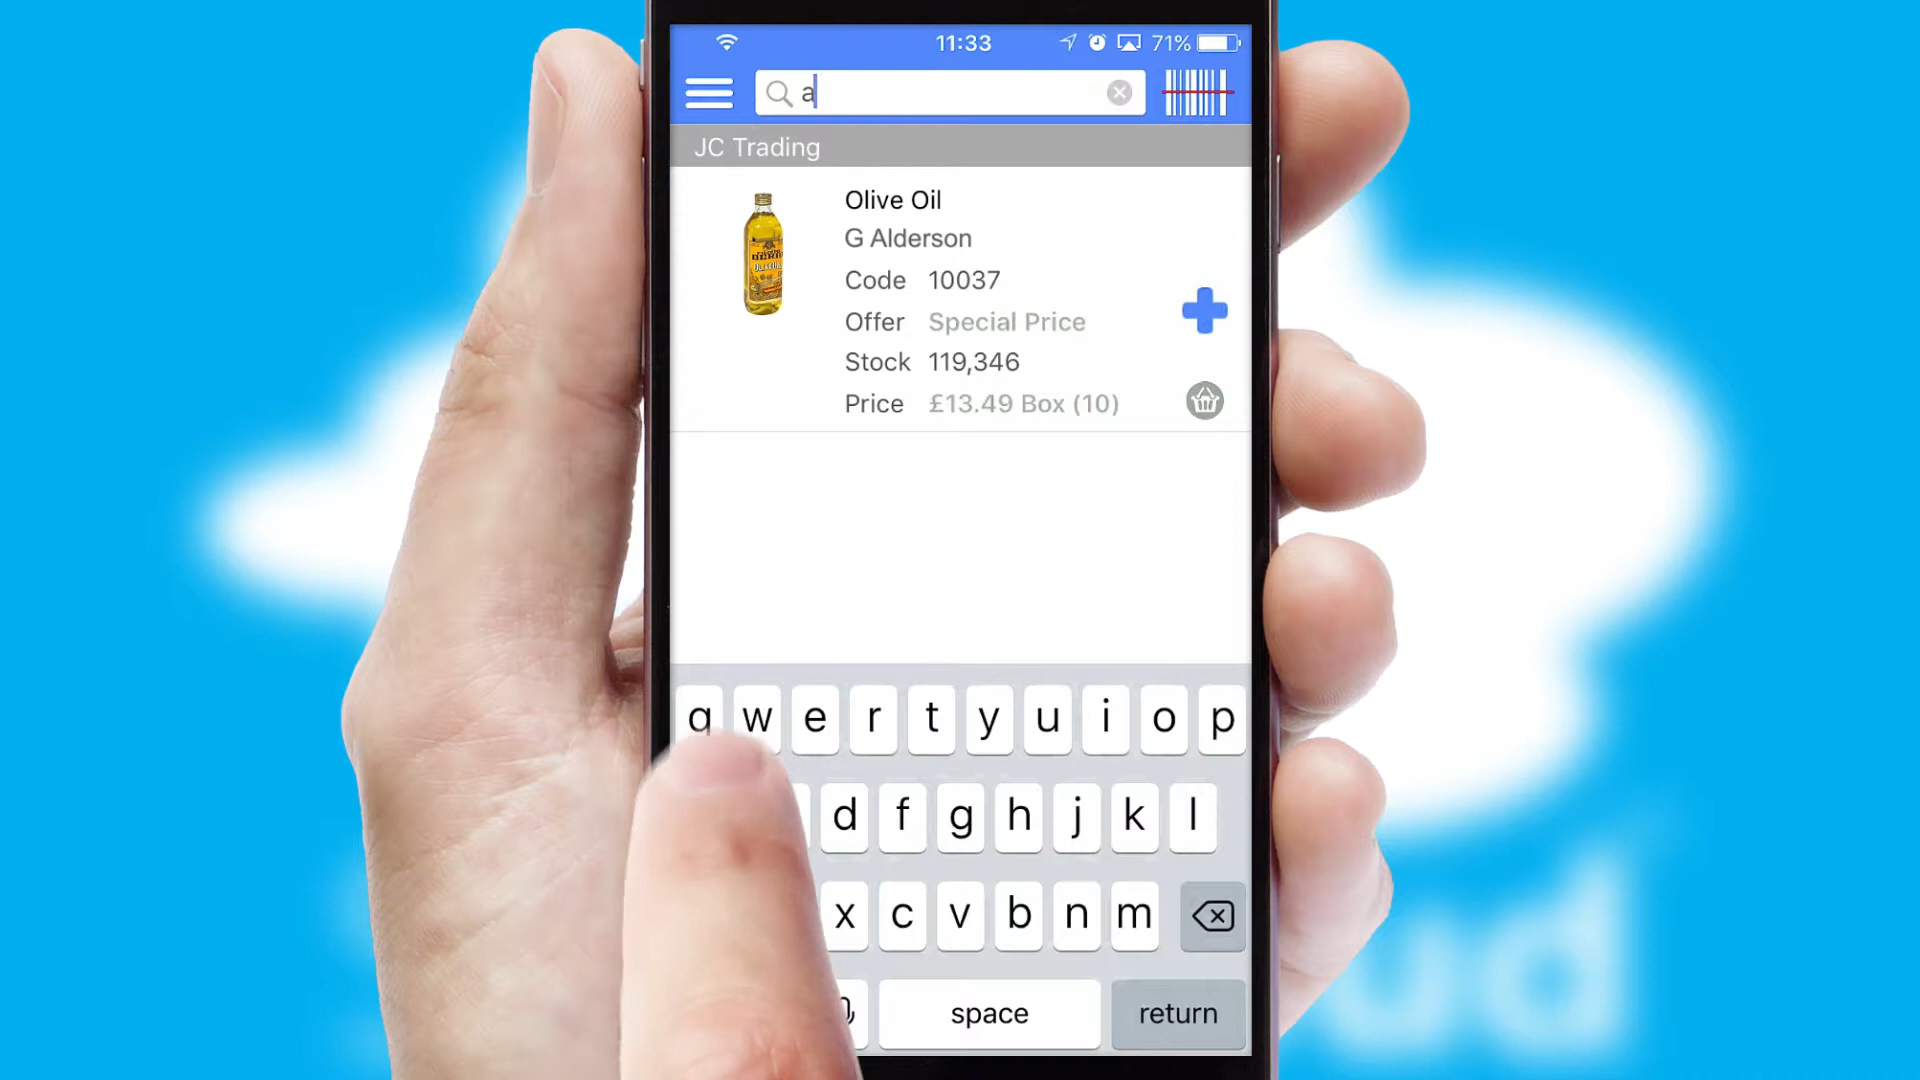 11:33
71%
a
JC Trading
Olive Oil
G Alderson
Code 10037
Offer Special Price
Stock 119,346
Price £13.49 Box (10)
q w e r t y u i o p
d f g h j k l
x c v b n m
space
return
ud